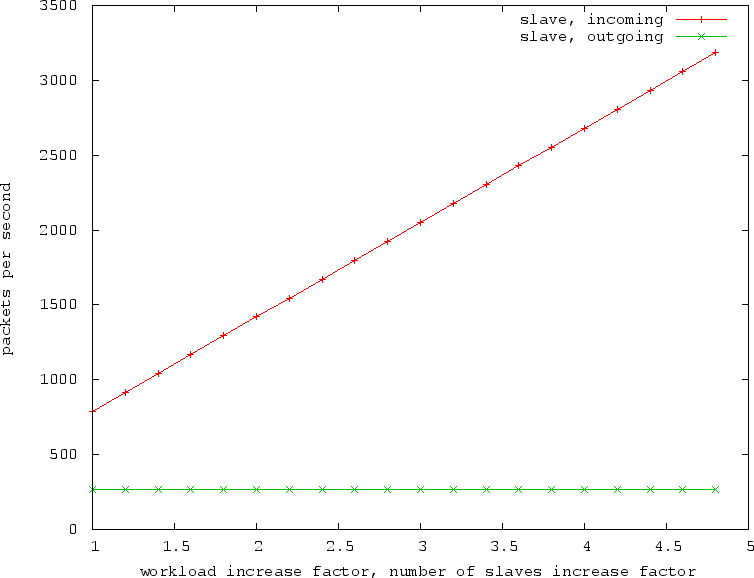 slave, incoming
slave, outgoing
3500
3000
2500
2000
1500
1000
500
0
packets per second
1 1.5 2 2.5 3 3.5 4 4.5 5
workload increase factor, number of slaves increase factor